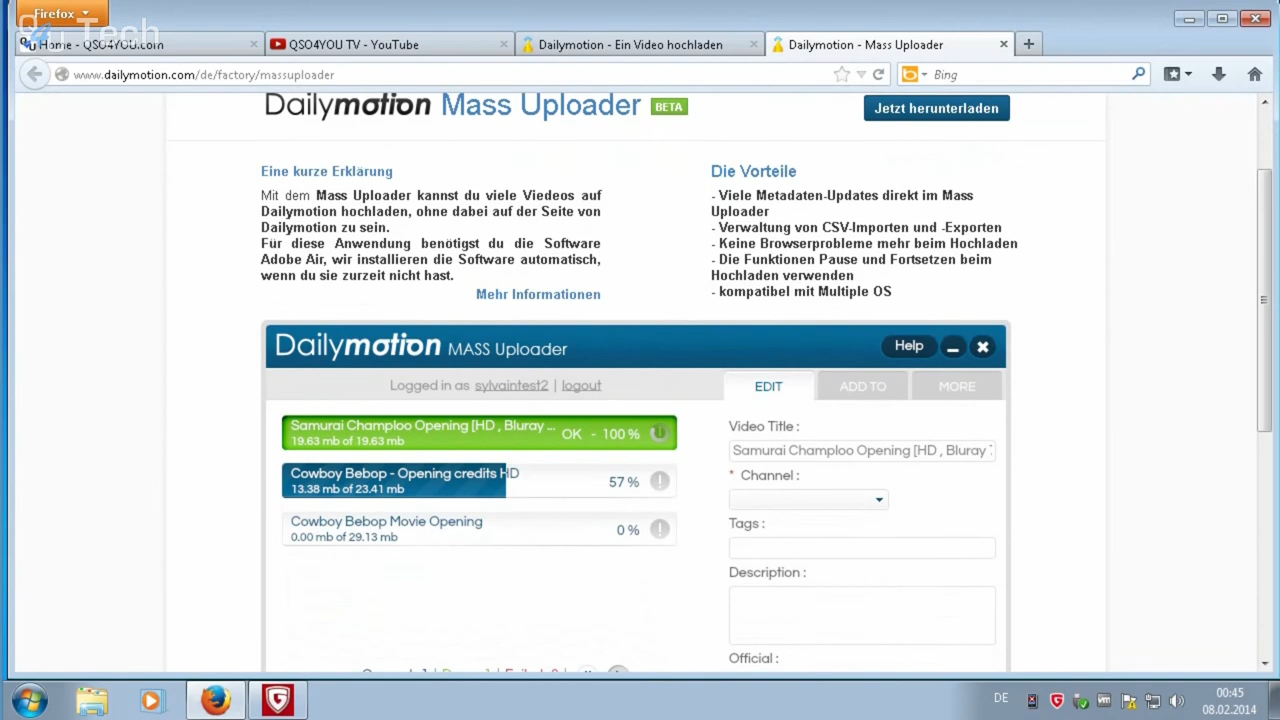 Firefox
QSO4YOU Tech
Home - QSO4YOU.com
QSO4YOU TV - YouTube
Dailymotion - Ein Video hochladen
Dailymotion - Mass Uploader
www.dailymotion.com/de/factory/massuploader
Bing
Dailymotion Mass Uploader BETA
Jetzt herunterladen
Eine kurze Erklärung
Mit dem Mass Uploader kannst du viele Viedeos auf
Dailymotion hochladen, ohne dabei auf der Seite von
Dailymotion zu sein.
Für diese Anwendung benötigst du die Software
Adobe Air, wir installieren die Software automatisch,
wenn du sie zurzeit nicht hast.
Mehr Informationen
Die Vorteile
- Viele Metadaten-Updates direkt im Mass
Uploader
- Verwaltung von CSV-Importen und -Exporten
- Keine Browserprobleme mehr beim Hochladen
- Die Funktionen Pause und Fortsetzen beim
Hochladen verwenden
- kompatibel mit Multiple OS
Dailymotion MASS Uploader
Help
Logged in as sylvaintest2 | logout
EDIT
ADD TO
MORE
Samurai Champloo Opening [HD , Bluray ...
19.63 mb of 19.63 mb
OK - 100 %
Cowboy Bebop - Opening credits HD
13.38 mb of 23.41 mb
57 %
Cowboy Bebop Movie Opening
0.00 mb of 29.13 mb
0 %
Video Title :
Samurai Champloo Opening [HD , Bluray
* Channel :
Tags :
Description :
Official :
DE
00:45
08.02.2014